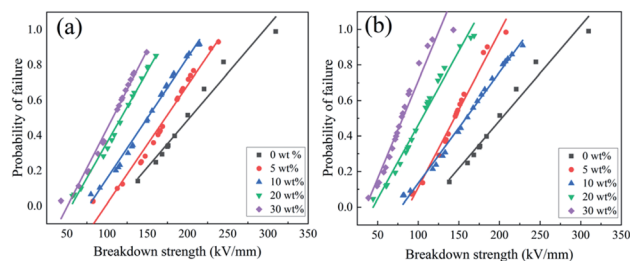 (a)
Probability of failure
1.0
0.8
0.6
0.4
0.2
0.0
0 wt %
5 wt%
10 wt%
20 wt%
30 wt%
50 100 150 200 250 300 350
Breakdown strength (kV/mm)
(b)
Probability of failure
1.0
0.8
0.6
0.4
0.2
0.0
0 wt%
5 wt%
10 wt%
20 wt%
30 wt%
50 100 150 200 250 300 350
Breakdown strength (kV/mm)